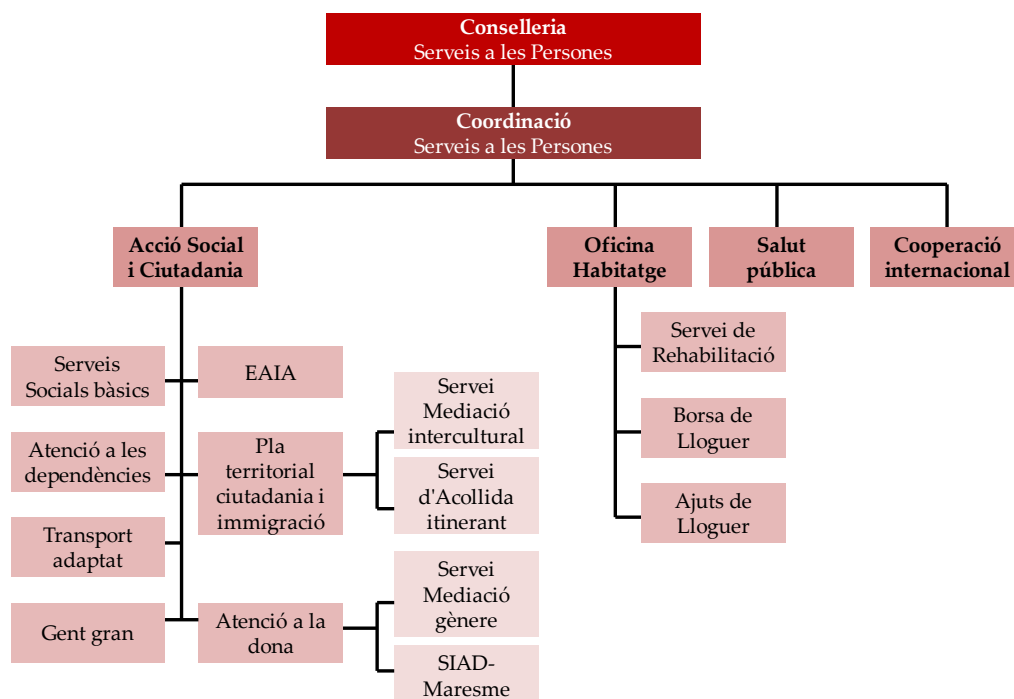 Conselleria
Serveis a les Persones
Coordinació
Serveis a les Persones
Acció Social
i Ciutadania
Oficina
Habitatge
Salut
pública
Cooperació
internacional
Serveis
Socials bàsics
EAIA
Atenció a les
dependències
Pla
territorial
ciutadania i
immigració
Servei
Mediació
intercultural
Servei
d'Acollida
itinerant
Transport
adaptat
Gent gran
Atenció a la
dona
Servei
Mediació
gènere
SIAD-
Maresme
Servei de
Rehabilitació
Borsa de
Lloguer
Ajuts de
Lloguer